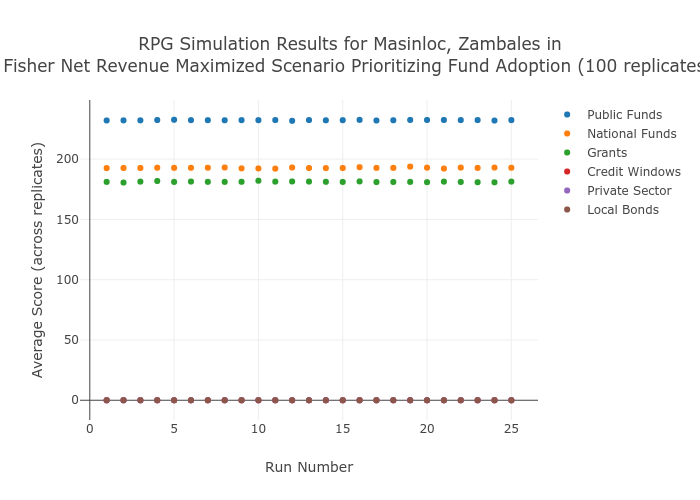 RPG Simulation Results for Masinloc, Zambales in
Fisher Net Revenue Maximized Scenario Prioritizing Fund Adoption (100 replicates
Average Score (across replicates)
200
150
100
50
0
0
5
10
15
20
25
Run Number
Public Funds
National Funds
Grants
Credit Windows
Private Sector
Local Bonds